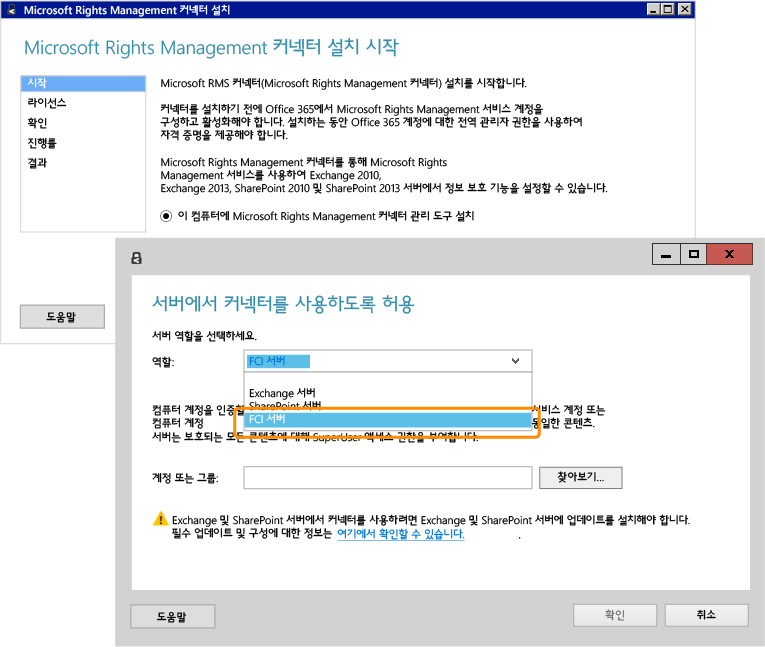 Microsoft Rights Management 커넥터 설치
Microsoft Rights Management 커넥터 설치 시작
시작
라이선스
확인
진행률
결과
Microsoft RMS 커넥터(Microsoft Rights Management 커넥터) 설치를 시작합니다.
커넥터를 설치하기 전에 Office 365에서 Microsoft Rights Management 서비스 계정을
구성하고 활성화해야 합니다. 설치하는 동안 Office 365 계정에 대한 전역 관리자 권한을 사용하여
자격 증명을 제공해야 합니다.
Microsoft Rights Management 커넥터를 통해 Microsoft Rights
Management 서비스를 사용하여 Exchange 2010,
Exchange 2013, SharePoint 2010 및 SharePoint 2013 서버에서 정보 보호 기능을 설정할 수 있습니다.
이 컴퓨터에 Microsoft Rights Management 커넥터 관리 도구 설치
도움말
서버에서 커넥터를 사용하도록 허용
서버 역할을 선택하세요.
역할:
FCI 서버
Exchange 서버
SharePoint 서버
FCI 서버
컴퓨터 계정을 인증할 서비스 계정 또는
컴퓨터 계정 동일한 콘텐츠.
서버는 보호되는 모든 콘텐츠에 대해 SuperUser 액세스 권한을 부여합니다.
계정 또는 그룹:
찾아보기...
Exchange 및 SharePoint 서버에서 커넥터를 사용하려면 Exchange 및 SharePoint 서버에 업데이트를 설치해야 합니다.
필수 업데이트 및 구성에 대한 정보는 여기에서 확인할 수 있습니다. .
도움말
확인
취소